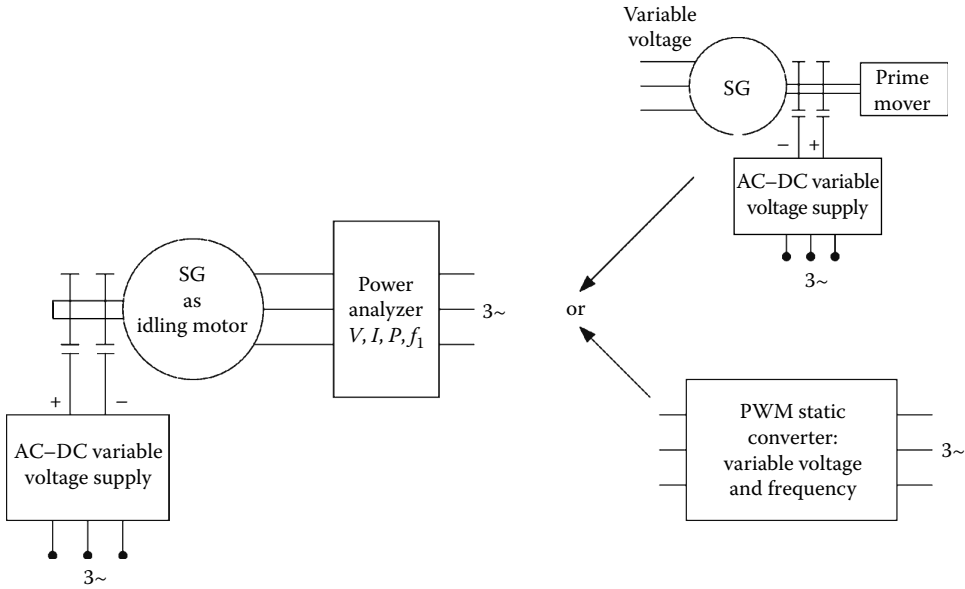 Variable
voltage
SG
Prime
mover
− +
AC–DC variable
voltage supply
3~
SG
as
idling motor
Power
analyzer
V, I, P, f₁
3~
or
+ −
AC–DC variable
voltage supply
3~
PWM static
converter:
variable voltage
and frequency
3~